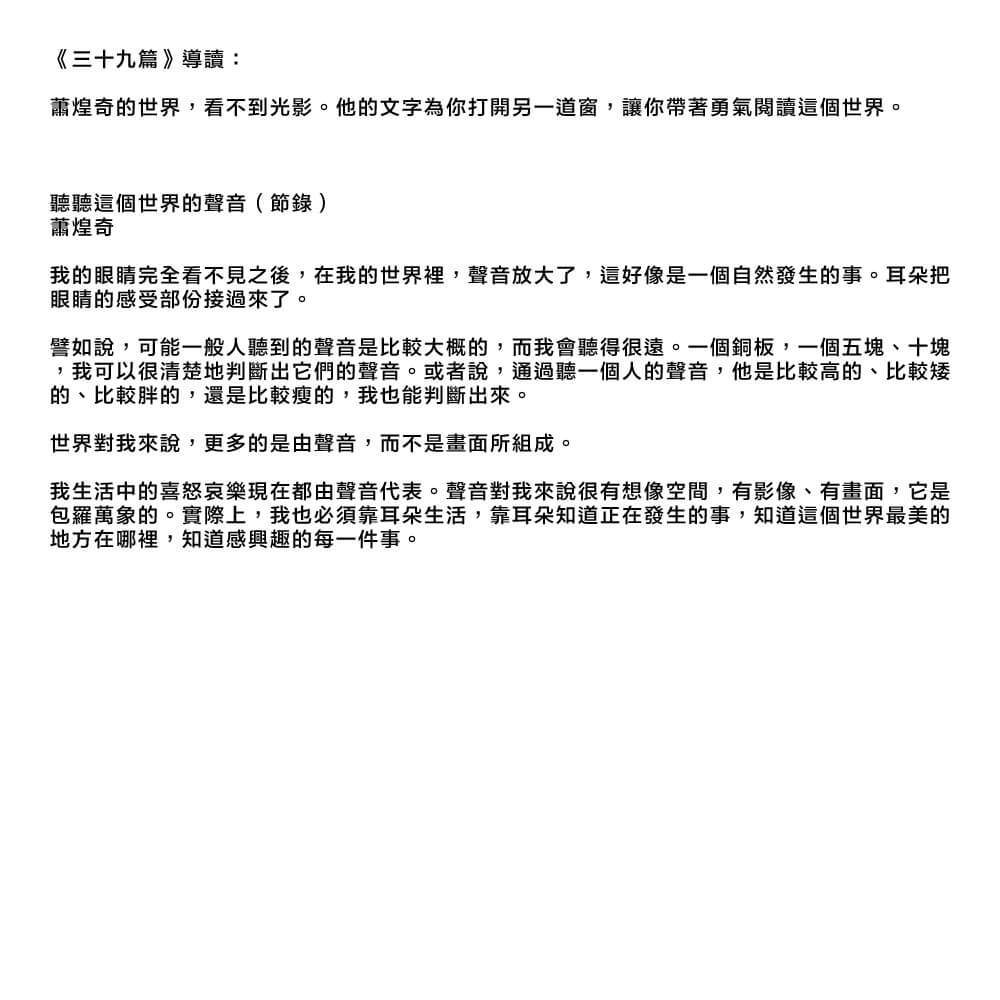 《三十九篇》導讀：
蕭煌奇的世界，看不到光影。他的文字為你打開另一道窗，讓你帶著勇氣閱讀這個世界。
聽聽這個世界的聲音（節錄）
蕭煌奇
我的眼睛完全看不見之後，在我的世界裡，聲音放大了，這好像是一個自然發生的事。耳朵把
眼睛的感受部份接過來了。
譬如說，可能一般人聽到的聲音是比較大概的，而我會聽得很遠。一個銅板，一個五塊、十塊
，我可以很清楚地判斷出它們的聲音。或者說，通過聽一個人的聲音，他是比較高的、比較矮
的、比較胖的，還是比較瘦的，我也能判斷出來。
世界對我來說，更多的是由聲音，而不是畫面所組成。
我生活中的喜怒哀樂現在都由聲音代表。聲音對我來說很有想像空間，有影像、有畫面，它是
包羅萬象的。實際上，我也必須靠耳朵生活，靠耳朵知道正在發生的事，知道這個世界最美的
地方在哪裡，知道感興趣的每一件事。